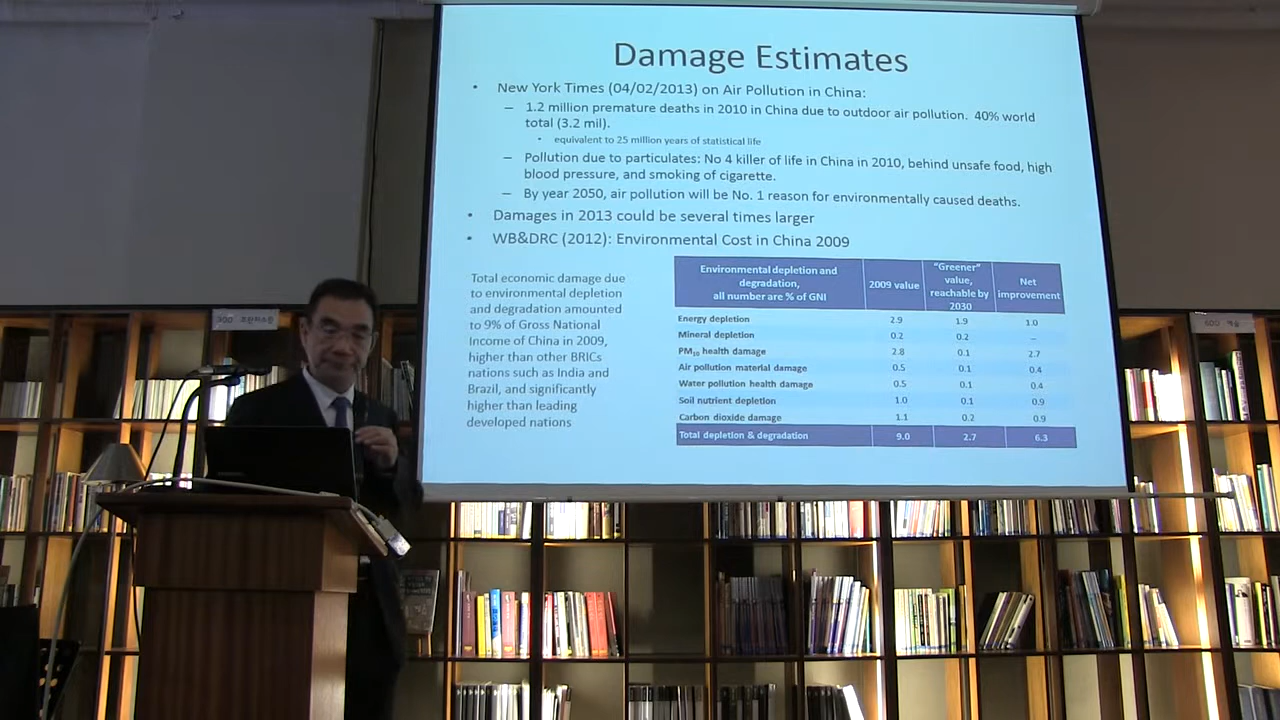 Damage Estimates
• New York Times (04/02/2013) on Air Pollution in China:
– 1.2 million premature deaths in 2010 in China due to outdoor air pollution. 40% world
total (3.2 mil).
• equivalent to 25 million years of statistical life
– Pollution due to particulates: No 4 killer of life in China in 2010, behind unsafe food, high
blood pressure, and smoking of cigarette.
– By year 2050, air pollution will be No. 1 reason for environmentally caused deaths.
• Damages in 2013 could be several times larger
• WB&DRC (2012): Environmental Cost in China 2009
Total economic damage due
to environmental depletion
and degradation amounted
to 9% of Gross National
Income of China in 2009,
higher than other BRICs
nations such as India and
Brazil, and significantly
higher than leading
developed nations
Environmental depletion and
degradation,
all number are % of GNI
2009 value
"Greener"
value,
reachable by
2030
Net
improvement
Energy depletion 2.9 1.9 1.0
Mineral depletion 0.2 0.2 –
PM10 health damage 2.8 0.1 2.7
Air pollution material damage 0.5 0.1 0.4
Water pollution health damage 0.5 0.1 0.4
Soil nutrient depletion 1.0 0.1 0.9
Carbon dioxide damage 1.1 0.2 0.9
Total depletion & degradation 9.0 2.7 6.3
600 예술